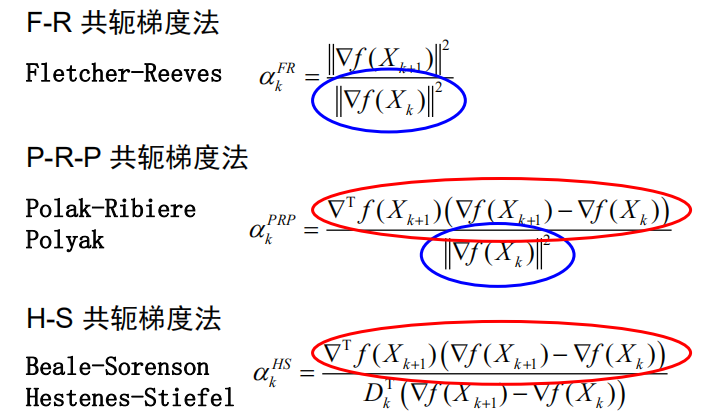 F-R 共轭梯度法
Fletcher-Reeves
α_k^{FR} = ‖∇f(X_{k+1})‖^2 / ‖∇f(X_k)‖^2
P-R-P 共轭梯度法
Polak-Ribiere
Polyak
α_k^{PRP} = ∇^T f(X_{k+1})(∇f(X_{k+1})−∇f(X_k)) / ‖∇f(X_k)‖^2
H-S 共轭梯度法
Beale-Sorenson
Hestenes-Stiefel
α_k^{HS} = ∇^T f(X_{k+1})(∇f(X_{k+1})−∇f(X_k)) / D_k^T(∇f(X_{k+1})−∇f(X_k))